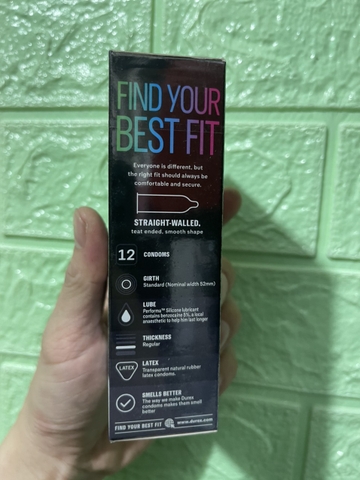 FIND YOUR
BEST FIT
Everyone is different, but
the right fit should always be
comfortable and secure.
STRAIGHT-WALLED.
teat ended, smooth shape
12 CONDOMS
GIRTH
Standard (Nominal width 52mm)
LUBE
Performa™ Silicone lubricant
contains benzocaine 5%, a local
anaesthetic to help him last longer
THICKNESS
Regular
LATEX
LATEX
Transparent natural rubber
latex condoms.
SMELLS BETTER
The way we make Durex
condoms makes them smell
better
FIND YOUR BEST FIT www.durex.com